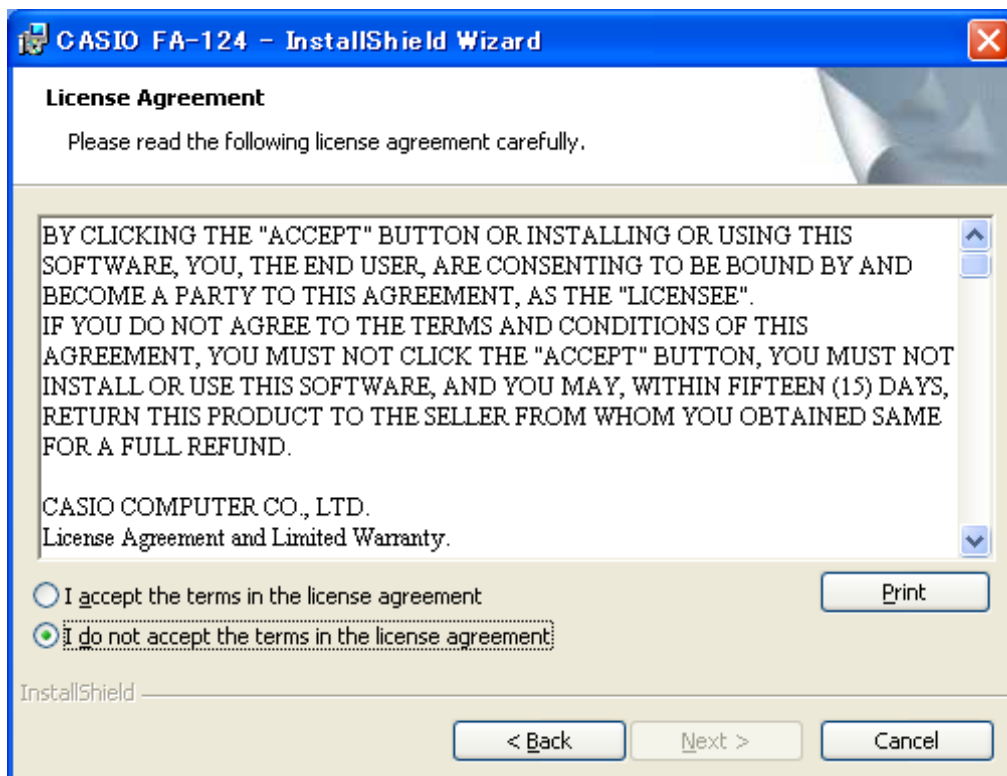 CASIO FA-124 - InstallShield Wizard
License Agreement
Please read the following license agreement carefully.
BY CLICKING THE "ACCEPT" BUTTON OR INSTALLING OR USING THIS
SOFTWARE, YOU, THE END USER, ARE CONSENTING TO BE BOUND BY AND
BECOME A PARTY TO THIS AGREEMENT, AS THE "LICENSEE".
IF YOU DO NOT AGREE TO THE TERMS AND CONDITIONS OF THIS
AGREEMENT, YOU MUST NOT CLICK THE "ACCEPT" BUTTON, YOU MUST NOT
INSTALL OR USE THIS SOFTWARE, AND YOU MAY, WITHIN FIFTEEN (15) DAYS,
RETURN THIS PRODUCT TO THE SELLER FROM WHOM YOU OBTAINED SAME
FOR A FULL REFUND.
CASIO COMPUTER CO., LTD.
License Agreement and Limited Warranty.
I accept the terms in the license agreement
Print
I do not accept the terms in the license agreement
InstallShield
< Back
Next >
Cancel